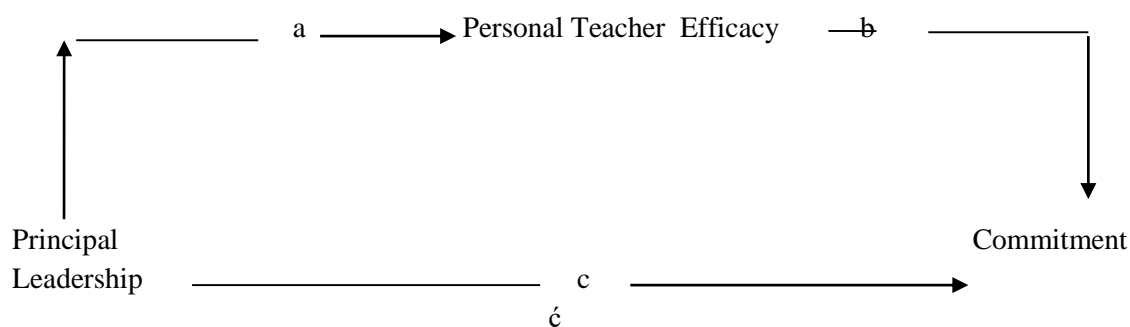 a Personal Teacher Efficacy b
Principal Commitment
Leadership c
ć